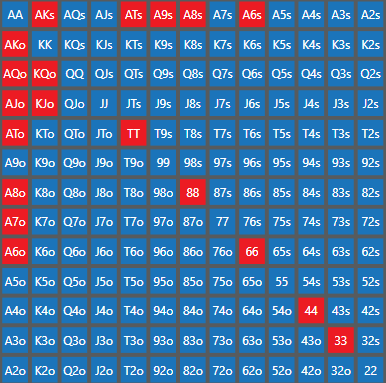 AA AKs AQs AJs ATs A9s A8s A7s A6s A5s A4s A3s A2s
AKo KK KQs KJs KTs K9s K8s K7s K6s K5s K4s K3s K2s
AQo KQo QQ QJs QTs Q9s Q8s Q7s Q6s Q5s Q4s Q3s Q2s
AJo KJo QJo JJ JTs J9s J8s J7s J6s J5s J4s J3s J2s
ATo KTo QTo JTo TT T9s T8s T7s T6s T5s T4s T3s T2s
A9o K9o Q9o J9o T9o 99 98s 97s 96s 95s 94s 93s 92s
A8o K8o Q8o J8o T8o 98o 88 87s 86s 85s 84s 83s 82s
A7o K7o Q7o J7o T7o 97o 87o 77 76s 75s 74s 73s 72s
A6o K6o Q6o J6o T6o 96o 86o 76o 66 65s 64s 63s 62s
A5o K5o Q5o J5o T5o 95o 85o 75o 65o 55 54s 53s 52s
A4o K4o Q4o J4o T4o 94o 84o 74o 64o 54o 44 43s 42s
A3o K3o Q3o J3o T3o 93o 83o 73o 63o 53o 43o 33 32s
A2o K2o Q2o J2o T2o 92o 82o 72o 62o 52o 42o 32o 22